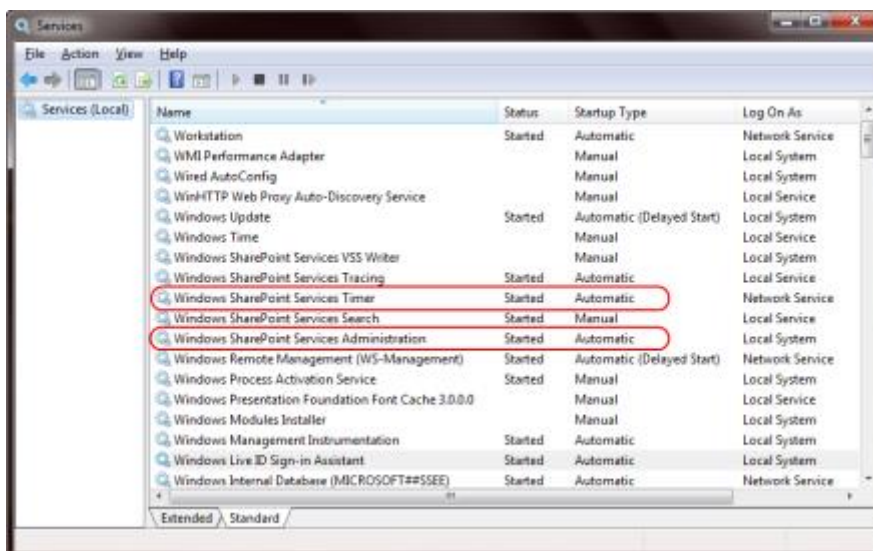 Services
File Action View Help
Services (Local)
Name Status Startup Type Log On As
Workstation Started Automatic Network Service
WMI Performance Adapter Manual Local System
Wired AutoConfig Manual Local System
WinHTTP Web Proxy Auto-Discovery Service Manual Local Service
Windows Update Started Automatic (Delayed Start) Local System
Windows Time Manual Local Service
Windows SharePoint Services VSS Writer Manual Local System
Windows SharePoint Services Tracing Started Automatic Local Service
Windows SharePoint Services Timer Started Automatic Network Service
Windows SharePoint Services Search Started Manual Local Service
Windows SharePoint Services Administration Started Automatic Local System
Windows Remote Management (WS-Management) Started Automatic (Delayed Start) Network Service
Windows Process Activation Service Started Manual Local System
Windows Presentation Foundation Font Cache 3.0.0.0 Manual Local Service
Windows Modules Installer Manual Local System
Windows Management Instrumentation Started Automatic Local System
Windows Live ID Sign-in Assistant Started Automatic Local System
Windows Internal Database (MICROSOFT##SSEE) Started Automatic Network Service
Extended Standard